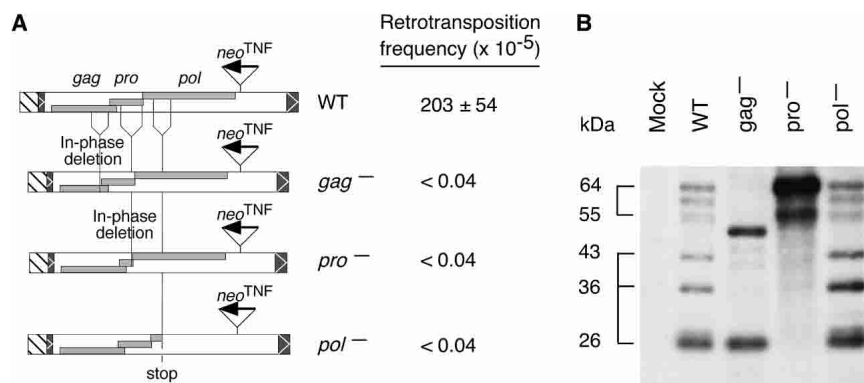 A
Retrotransposition
frequency (x 10-5)
neoTNF
gag pro pol
WT
203 ± 54
In-phase
deletion
neoTNF
gag —
< 0.04
In-phase
deletion
neoTNF
pro —
< 0.04
neoTNF
pol —
< 0.04
stop
B
kDa
Mock
WT
gag—
pro—
pol—
64
55
43
36
26